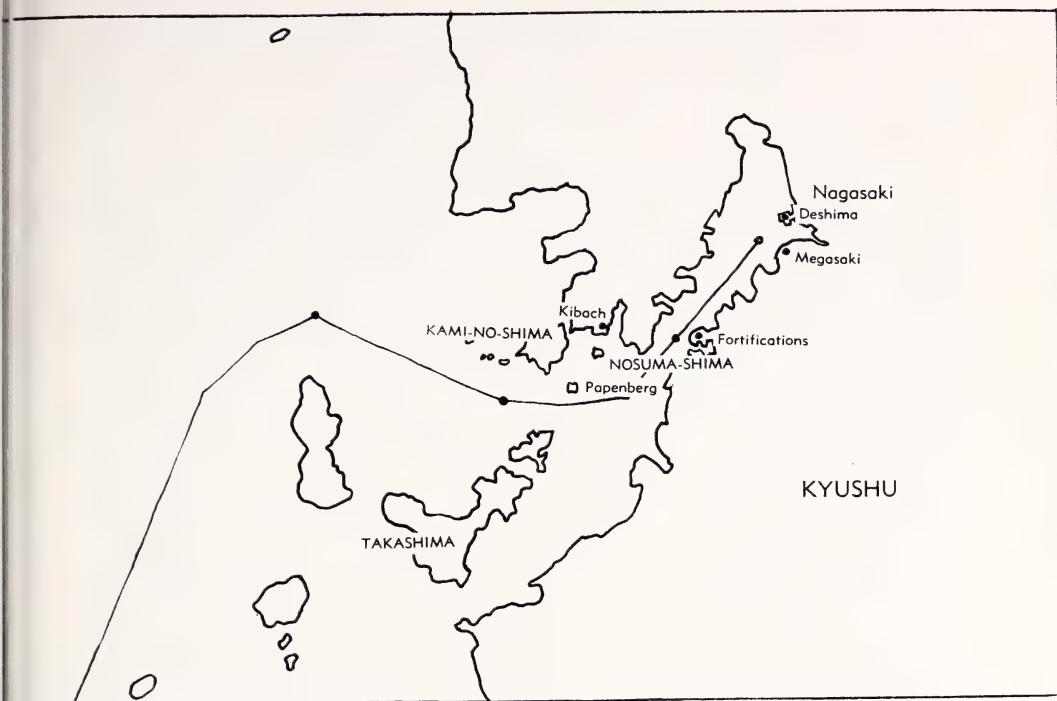 Nagasaki
Deshima
Megasaki
Kibach
KAMI-NO-SHIMA
Fortifications
NOSUMA-SHIMA
Papenberg
KYUSHU
TAKASHIMA